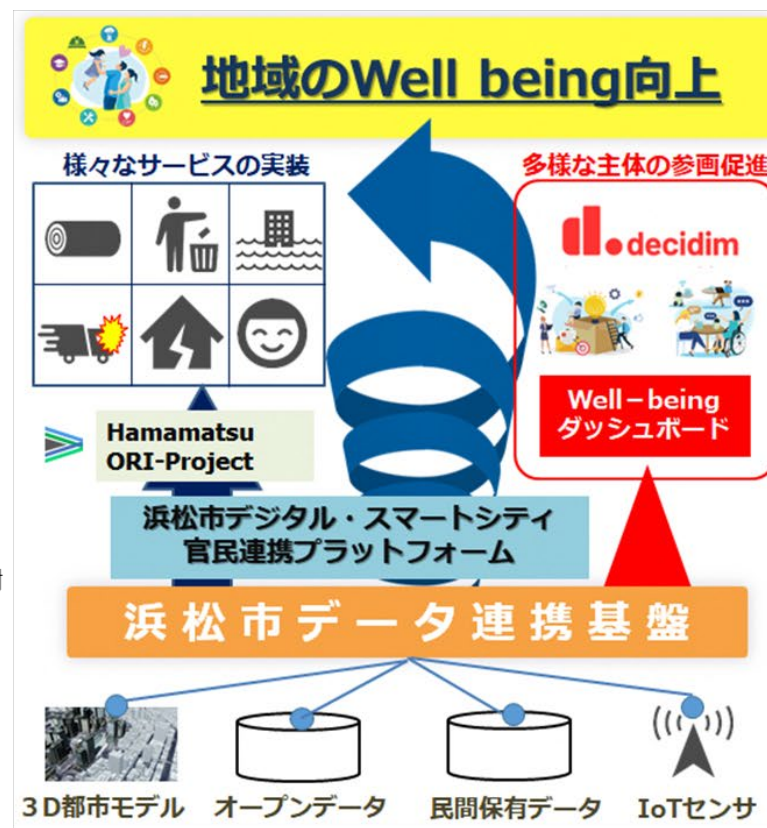 地域のWell being向上
様々なサービスの実装
多様な主体の参画促進
decidim
Well－being
ダッシュボード
Hamamatsu
ORI-Project
浜松市デジタル・スマートシティ
官民連携プラットフォーム
浜松市データ連携基盤
３D都市モデル
オープンデータ
民間保有データ
IoTセンサ